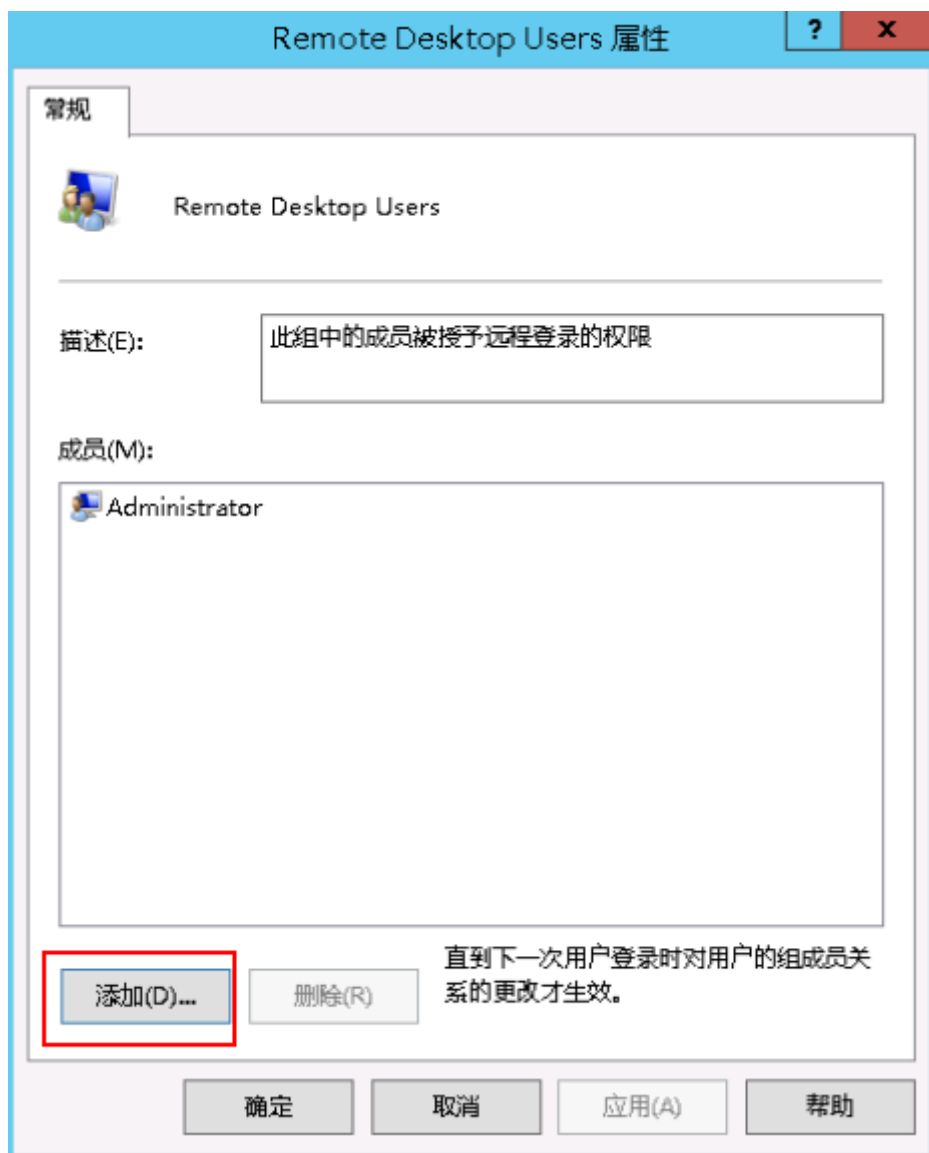 Remote Desktop Users 属性
?
x
常规
Remote Desktop Users
描述(E):
此组中的成员被授予远程登录的权限
成员(M):
Administrator
添加(D)...
删除(R)
直到下一次用户登录时对用户的组成员关
系的更改才生效。
确定
取消
应用(A)
帮助